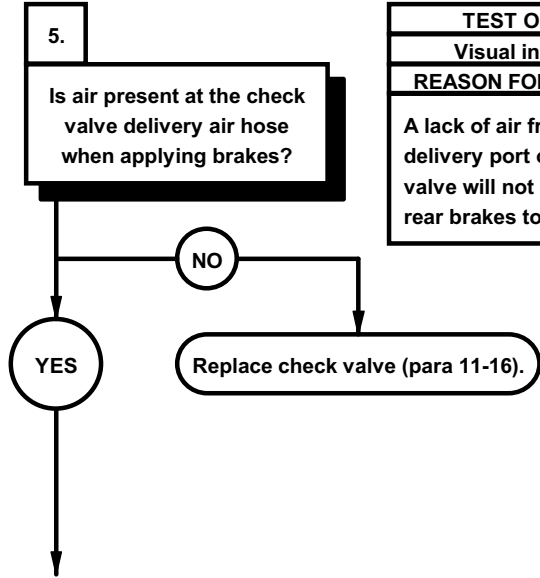 5.
Is air present at the check
valve delivery air hose
when applying brakes?
NO
YES
Replace check valve (para 11-16).
TEST O
Visual in
REASON FO
A lack of air
delivery port
valve will not
rear brakes to